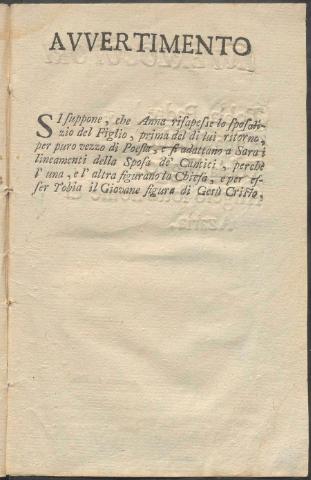 AVVERTIMENTO
SI suppone, che Anna risapesse lo sposali-
zio del Figlio, prima del di lui ritorno,
per puro vezzo di Poesia, e si adattano a Sara i
lineamenti della Sposa de' Cantici, perchè
l' una, e l' altra figurano la Chiesa, e per es-
ser Tobia il Giovane figura di Gesù Cristo,